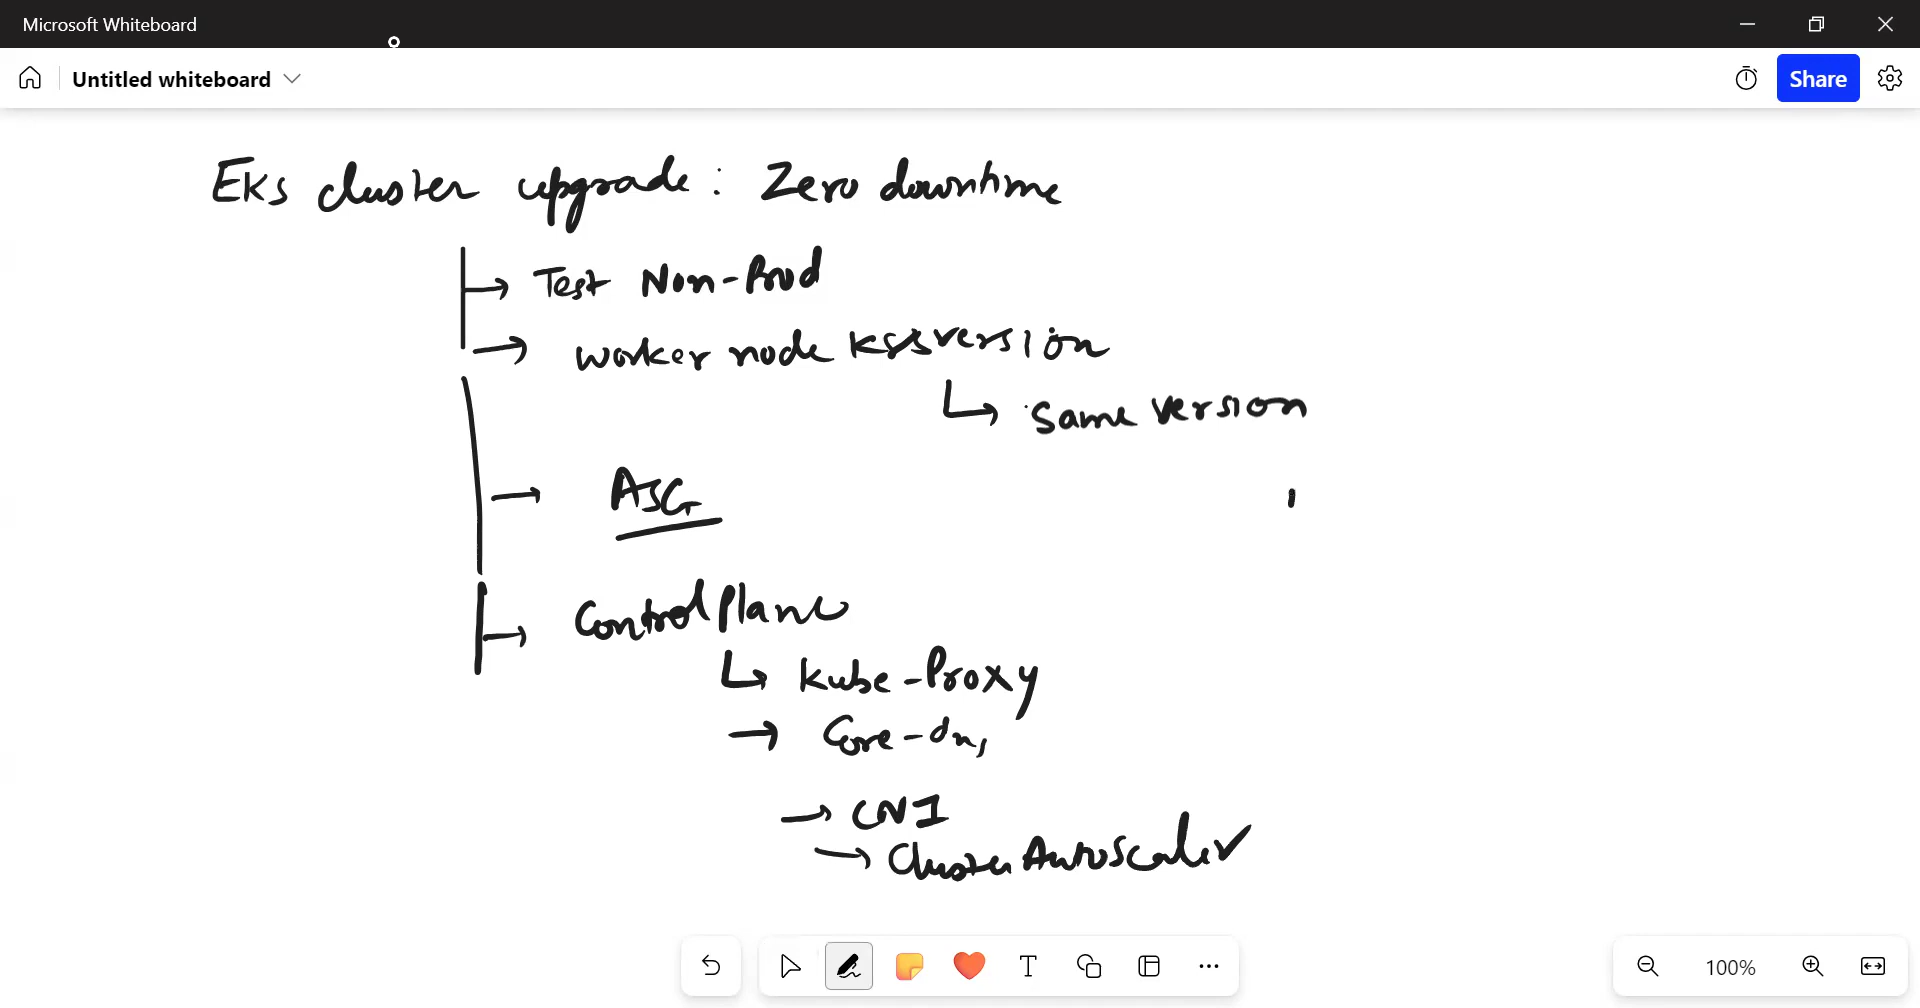 Microsoft Whiteboard
Untitled whiteboard
Share
EKS cluster upgrade : Zero downtime
Test Non-Prod
worker node K8s version
same version
ASG
Control Plane
Kube-Proxy
Core-dns
CNI
Cluster AutoScaler
100%